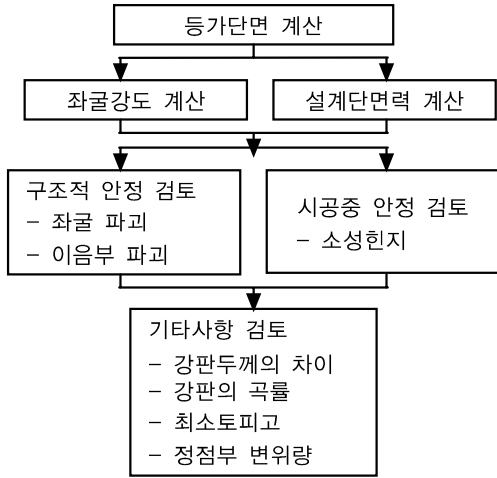 등가단면 계산
좌굴강도 계산
설계단면력 계산
구조적 안정 검토
- 좌굴 파괴
- 이음부 파괴
시공중 안정 검토
- 소성힌지
기타사항 검토
- 강판두께의 차이
- 강판의 곡률
- 최소토피고
- 정점부 변위량